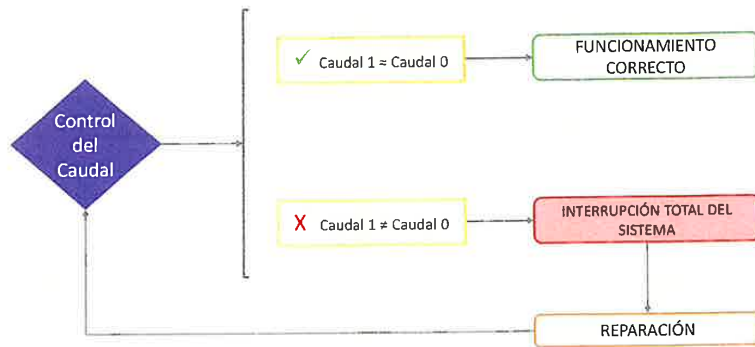 Control
del
Caudal
✓ Caudal 1 = Caudal 0
FUNCIONAMIENTO
CORRECTO
X Caudal 1 ≠ Caudal 0
INTERRUPCIÓN TOTAL DEL
SISTEMA
REPARACIÓN